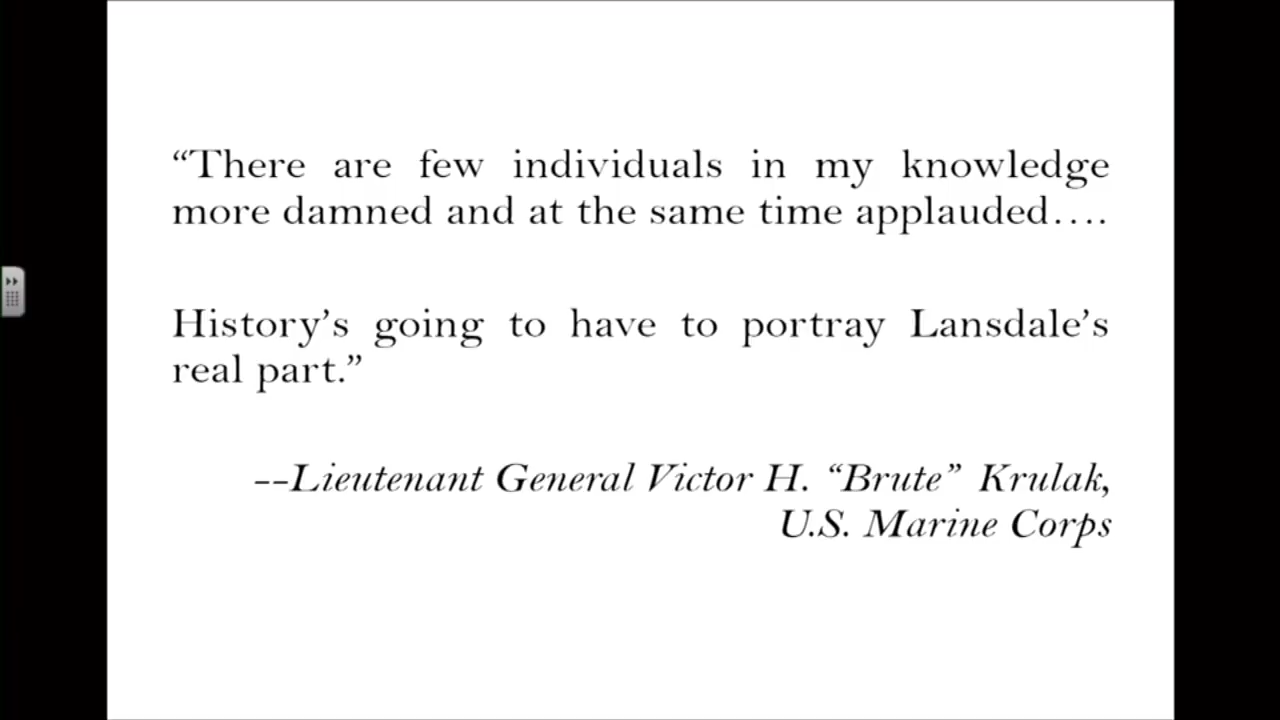 “There are few individuals in my knowledge
more damned and at the same time applauded….
History’s going to have to portray Lansdale’s
real part.”
--Lieutenant General Victor H. “Brute” Krulak,
U.S. Marine Corps